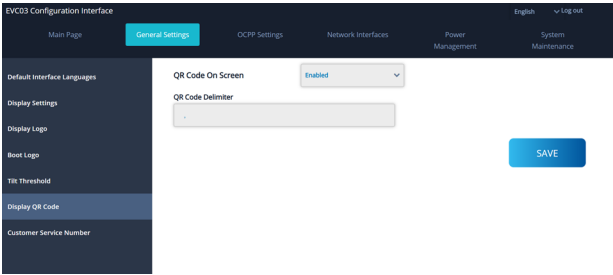 EVC03 Configuration Interface
English
Log out
Main Page
General Settings
OCPP Settings
Network Interfaces
Power
Management
System
Maintenance
Default Interface Languages
Display Settings
Display Logo
Boot Logo
Tilt Threshold
Display QR Code
Customer Service Number
QR Code On Screen
Enabled
QR Code Delimiter
,
SAVE